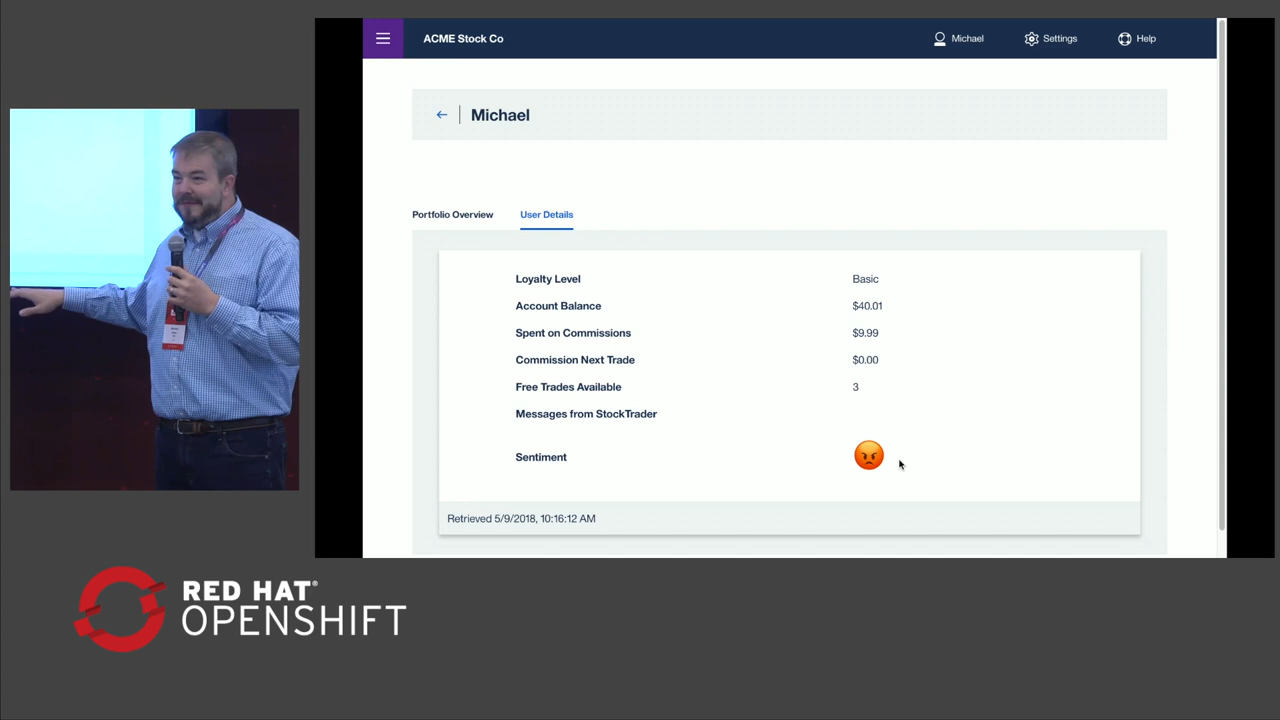 ACME Stock Co
Michael
Settings
Help
Michael
Portfolio Overview
User Details
Loyalty Level Basic
Account Balance $40.01
Spent on Commissions $9.99
Commission Next Trade $0.00
Free Trades Available 3
Messages from StockTrader
Sentiment
Retrieved 5/9/2018, 10:16:12 AM
RED HAT®
OPENSHIFT